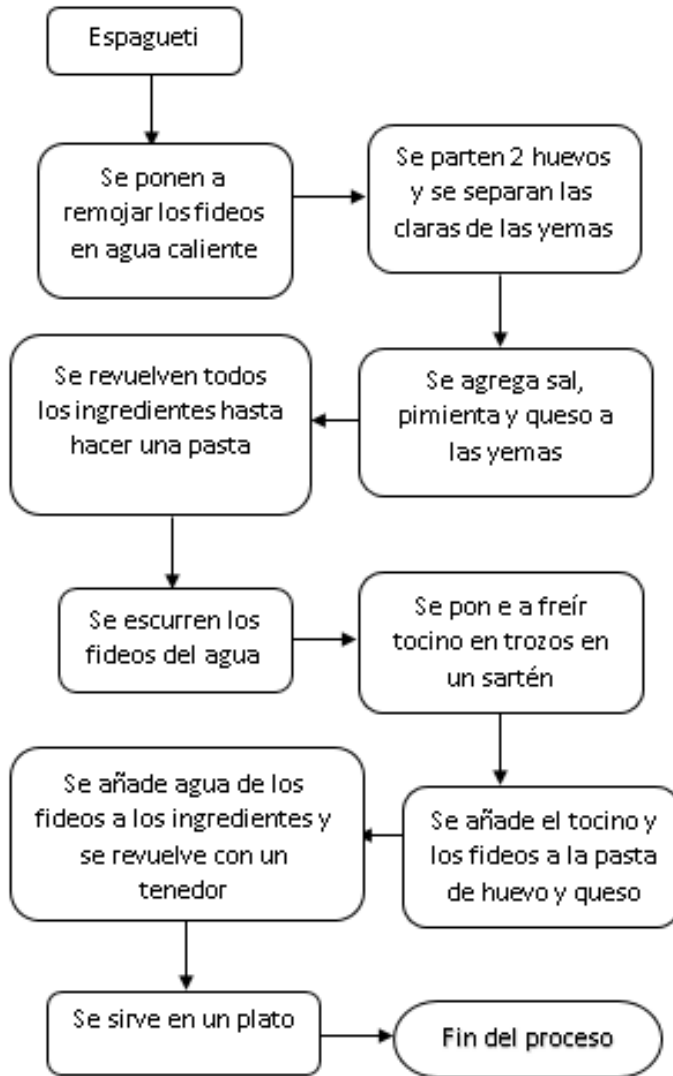 Espagueti
Se ponen a
remojar los fideos
en agua caliente
Se parten 2 huevos
y se separan las
claras de las yemas
Se agrega sal,
pimienta y queso a
las yemas
Se revuelven todos
los ingredientes hasta
hacer una pasta
Se escurren los
fideos del agua
Se pon e a freír
tocino en trozos en
un sartén
Se añade el tocino y
los fideos a la pasta
de huevo y queso
Se añade agua de los
fideos a los ingredientes y
se revuelve con un
tenedor
Se sirve en un plato
Fin del proceso